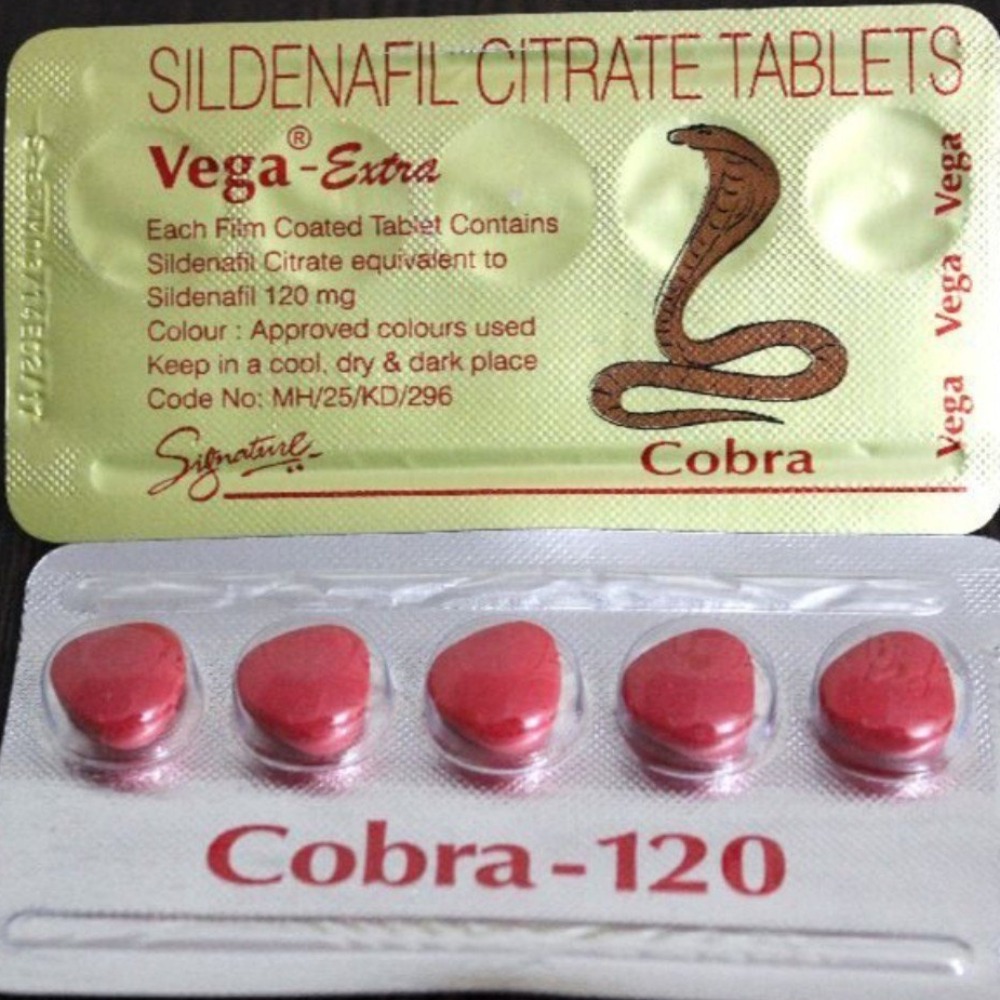 SILDENAFIL CITRATE TABLETS
Vega®-Extra
Each Film Coated Tablet Contains
Sildenafil Citrate equivalent to
Sildenafil 120 mg
Colour : Approved colours used
Keep in a cool, dry & dark place
Code No: MH/25/KD/296
Signature
Cobra
Vega Vega Vega
Cobra-120